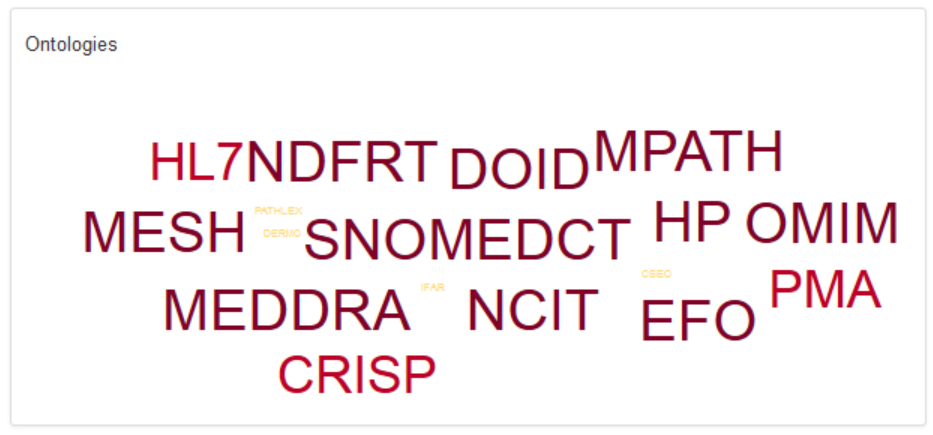 Ontologies
HL7 NDFRT DOID MPATH
MESH PATHLEX SNOMEDCT HP OMIM
DERMO
MEDDRA IFAR NCIT CSEO EFO PMA
CRISP